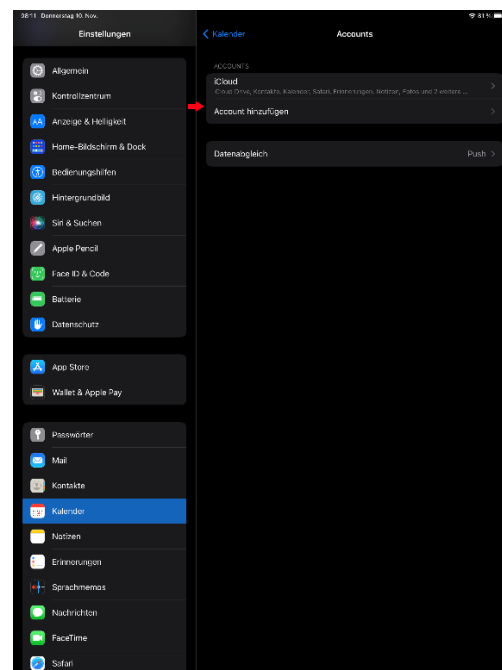 08:11 Donnerstag 10. Nov.
81 %
Einstellungen
Allgemein
Kontrollzentrum
AA Anzeige & Helligkeit
Home-Bildschirm & Dock
Bedienungshilfen
Hintergrundbild
Siri & Suchen
Apple Pencil
Face ID & Code
Batterie
Datenschutz
App Store
Wallet & Apple Pay
Passwörter
Mail
Kontakte
Kalender
Notizen
Erinnerungen
Sprachmemos
Nachrichten
FaceTime
Safari
Kalender
Accounts
ACCOUNTS
iCloud
iCloud Drive, Kontakte, Kalender, Safari, Erinnerungen, Notizen, Fotos und 7 weitere ...
Account hinzufügen
Datenabgleich Push